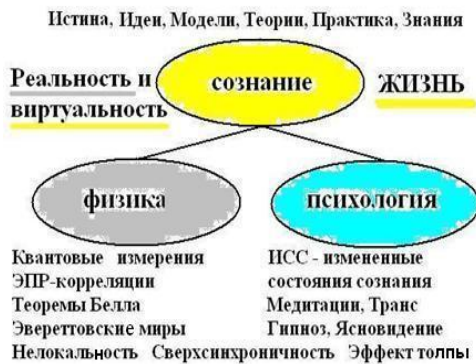 Истина, Идеи, Модели, Теории, Практика, Знания
Реальность и
виртуальность
сознание
ЖИЗНЬ
физика
психология
Квантовые измерения
ЭПР-корреляции
Теоремы Белла
Эвереттовские миры
ИСС - измененные
состояния сознания
Медитации, Транс
Гипноз, Ясновидение
Нелокальность Сверхсинхроничность Эффект толпы